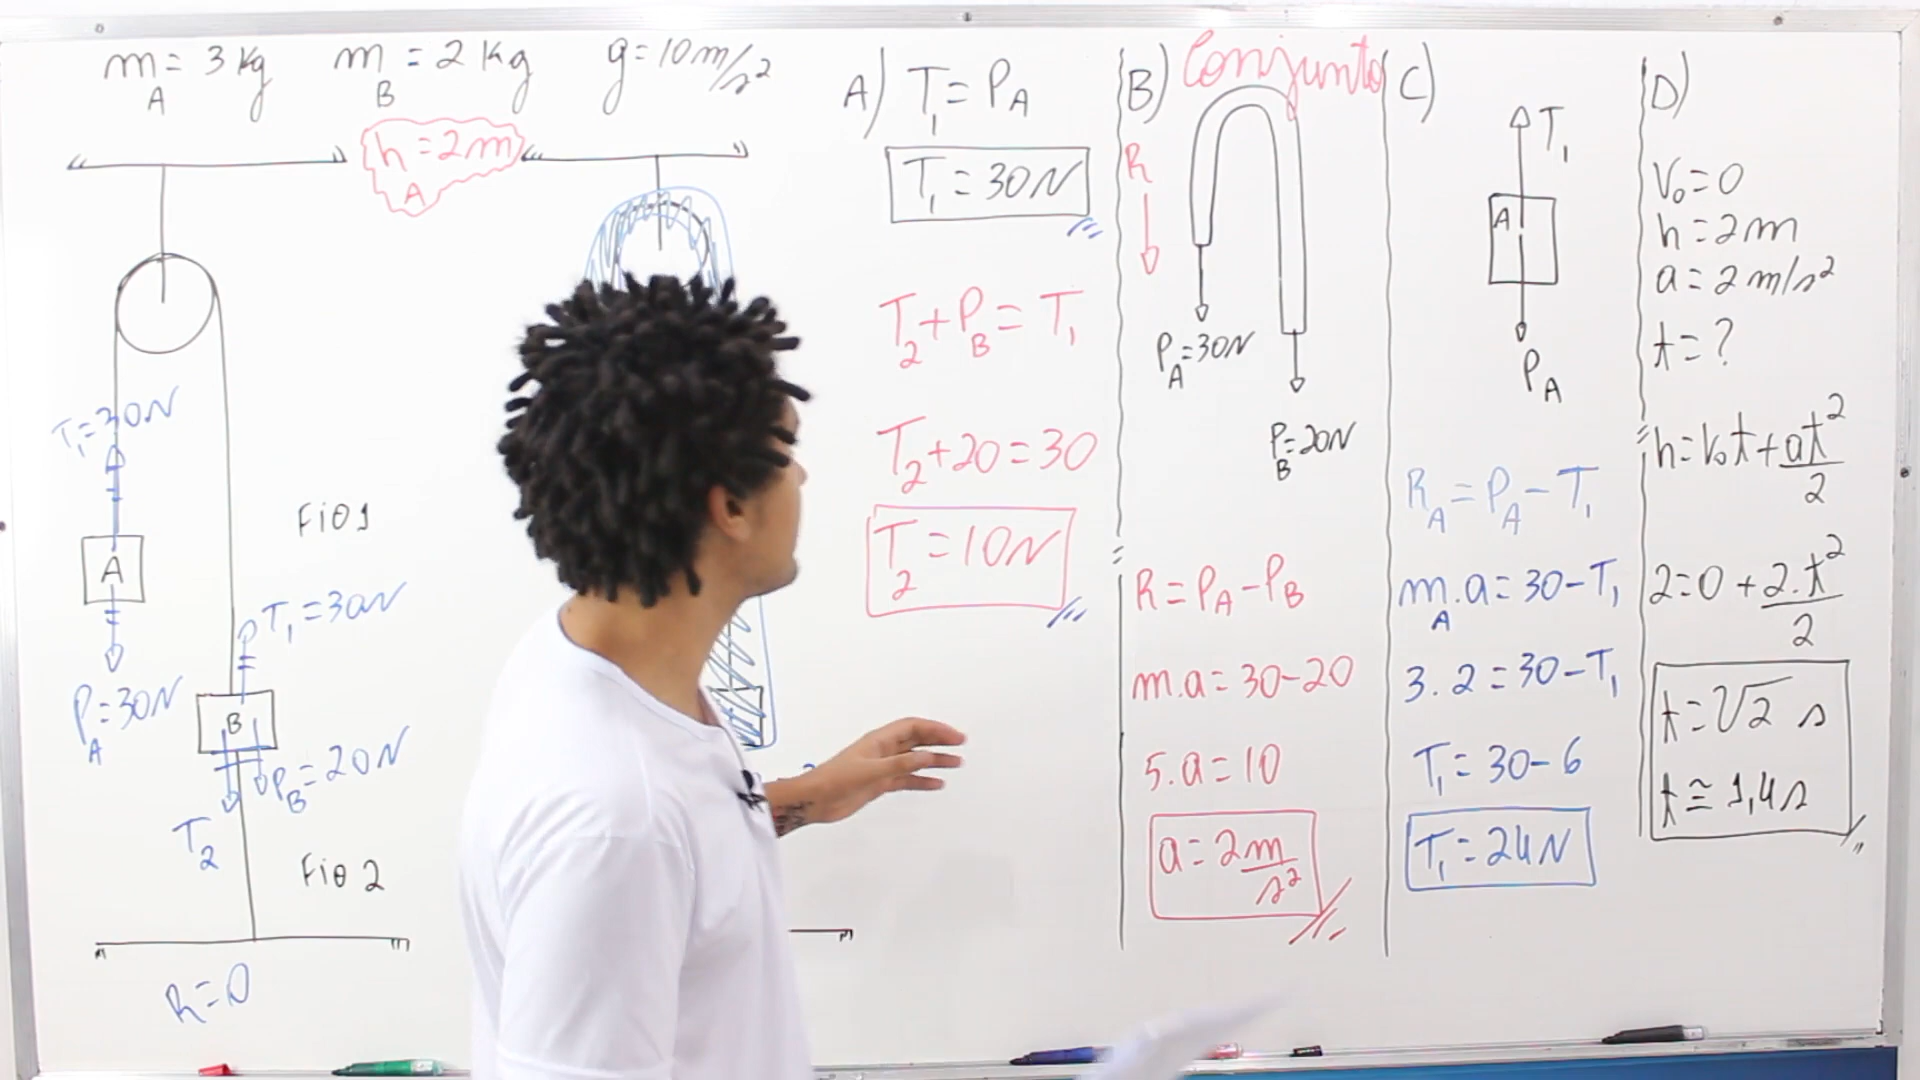 m_A = 3 kg
m_B = 2 kg
g = 10 m/s²
h_A = 2m
T₁ = 30N
A
P_A = 30N
Fio 1
T₁ = 30N
B
P_B = 20N
T₂
Fio 2
R = 0
A) T₁ = P_A
T₁ = 30N
T₂ + P_B = T₁
T₂ + 20 = 30
T₂ = 10N
B) Conjunto
R
P_A = 30N
P_B = 20N
R = P_A - P_B
m.a = 30 - 20
5.a = 10
a = 2 m/s²
C)
T₁
A
P_A
R_A = P_A - T₁
m_A.a = 30 - T₁
3.2 = 30 - T₁
T₁ = 30 - 6
T₁ = 24N
D)
V₀ = 0
h = 2m
a = 2 m/s²
t = ?
h = V₀t + at²/2
2 = 0 + 2.t²/2
t = √2 s
t ≅ 1,4s